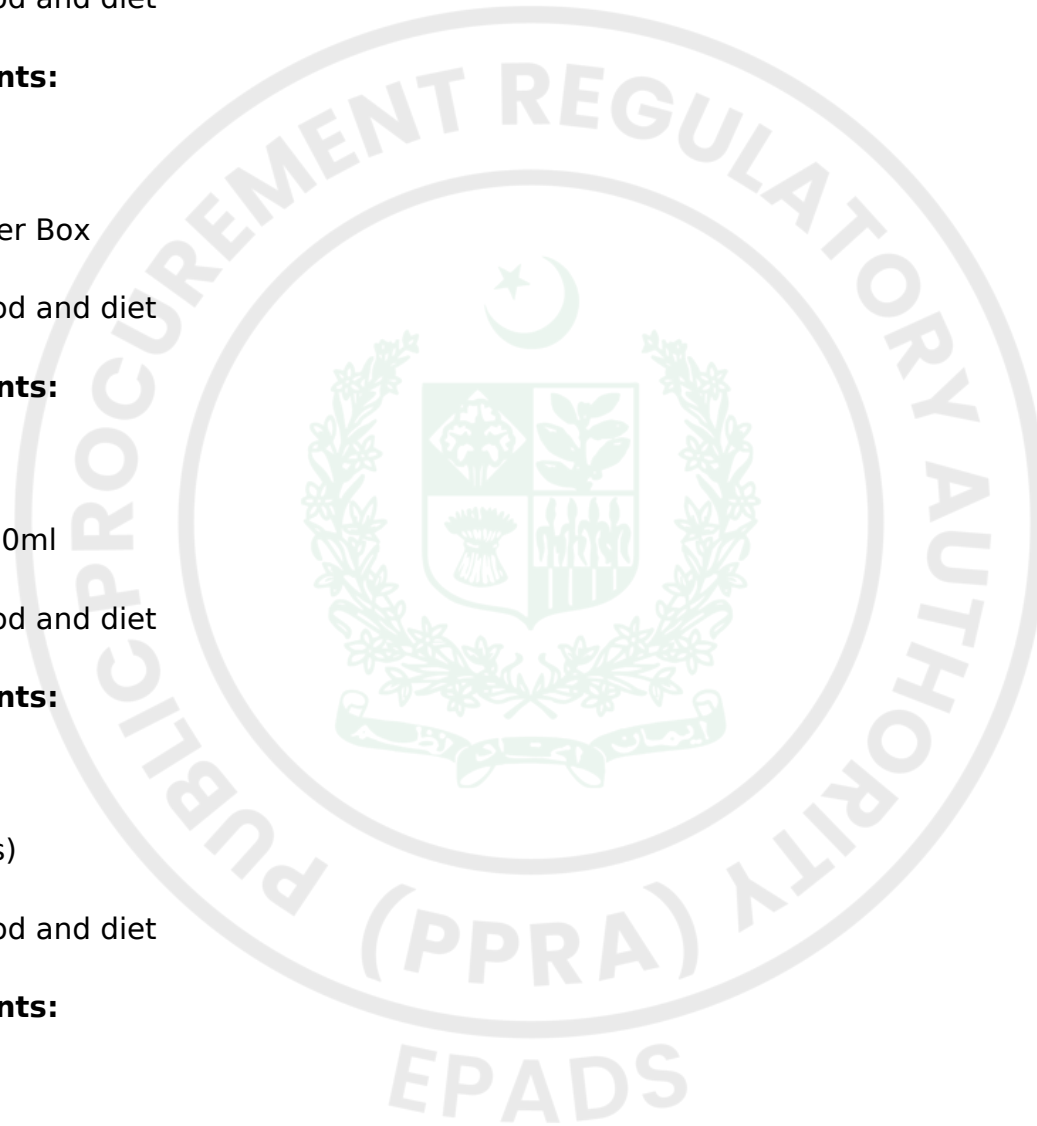 od and diet
nts:
er Box
od and diet
nts:
0ml
od and diet
nts:
s)
od and diet
nts:
PUBLIC PROCUREMENT REGULATORY AUTHORITY
(PPRA)
EPADS